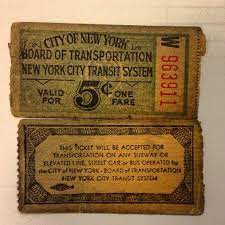 CITY OF NEW YORK
BOARD OF TRANSPORTATION
NEW YORK CITY TRANSIT SYSTEM
VALID FOR 5¢ ONE FARE
W 963911
THIS TICKET WILL BE ACCEPTED FOR
TRANSPORTATION ON ANY SUBWAY OR
ELEVATED LINE, STREET CAR or BUS OPERATED by
the CITY OF NEW YORK - BOARD of TRANSPORTATION
NEW YORK CITY TRANSIT SYSTEM